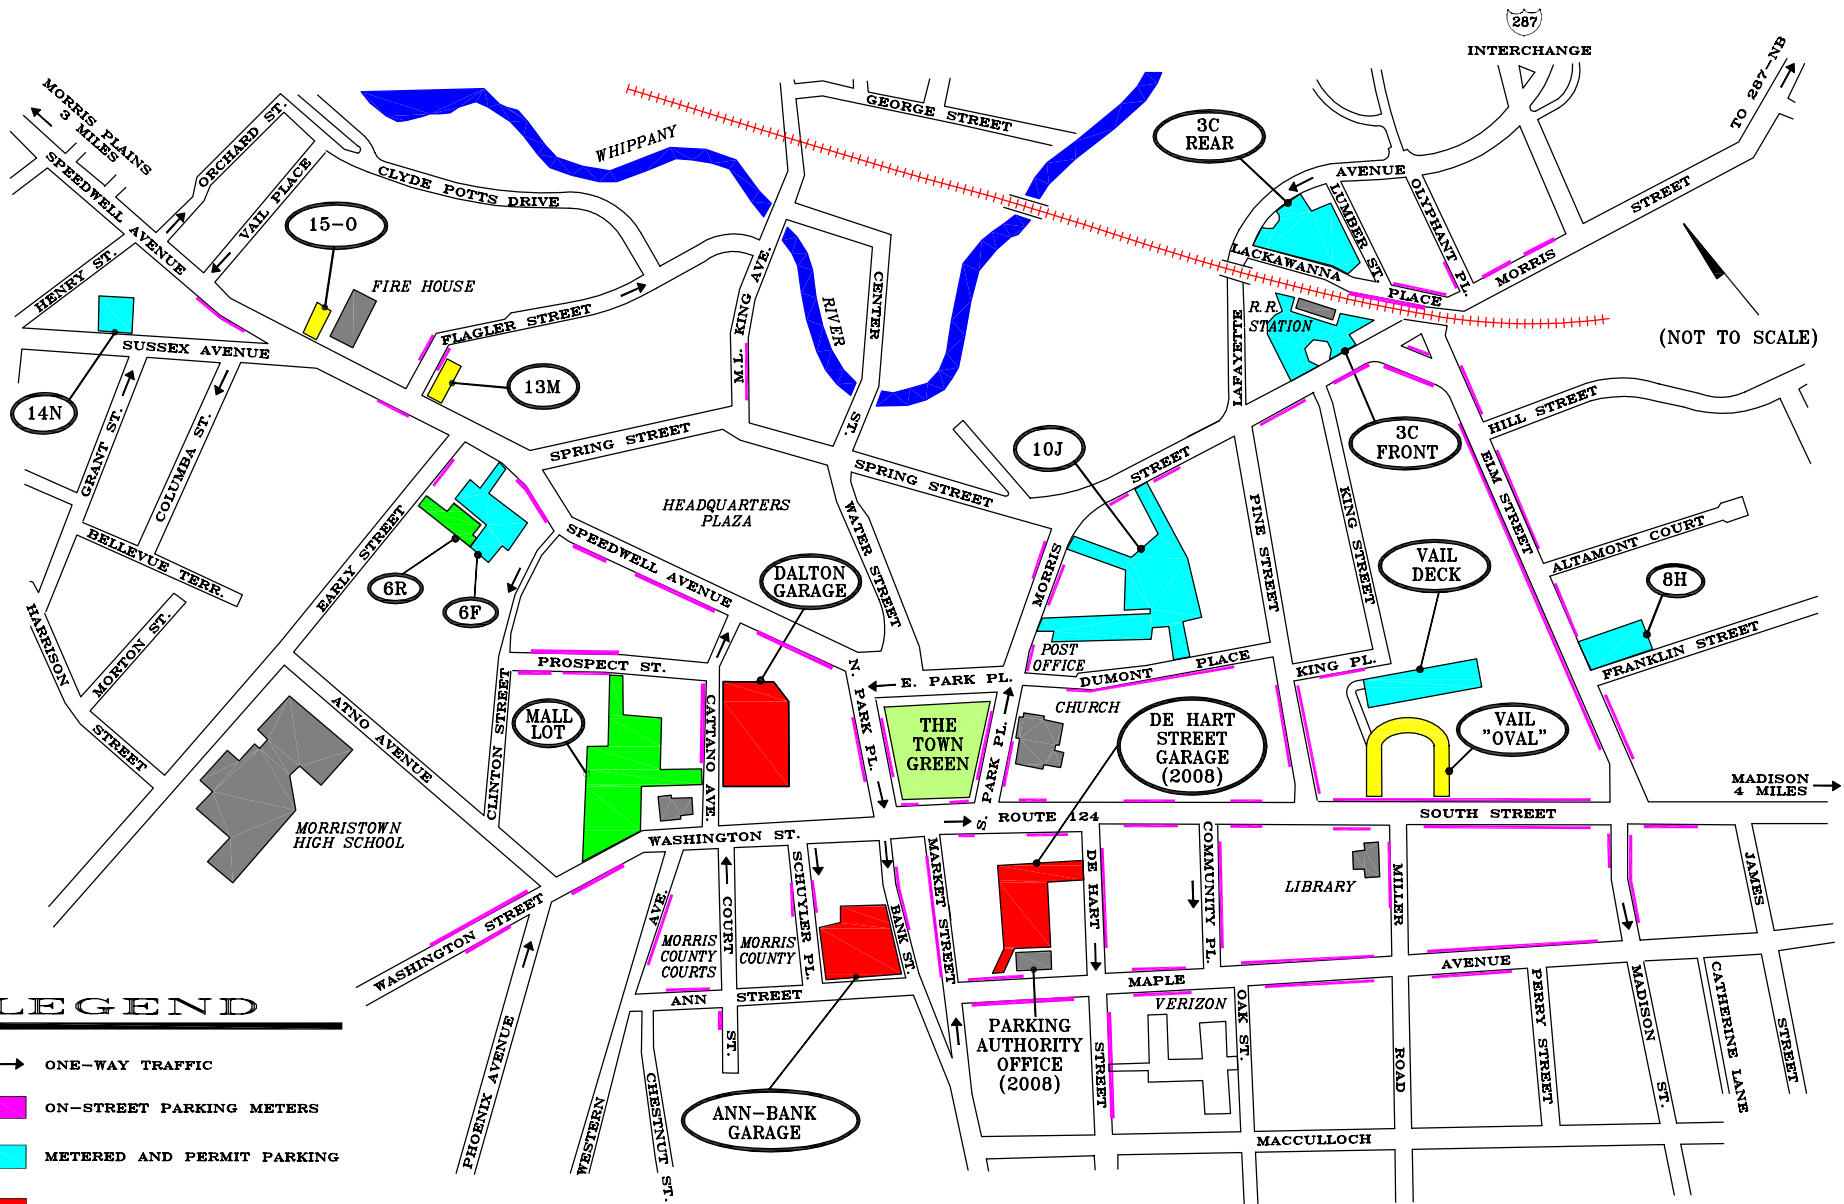 287
INTERCHANGE
TO 287-NB
MORRIS PLAINS
3 MILES
SPEEDWELL
AVENUE
ORCHARD ST.
VAIL PLACE
CLYDE POTTS DRIVE
WHIPPANY
RIVER
GEORGE STREET
3C
REAR
AVENUE
LUMBER ST.
OLYPHANT PL.
MORRIS
STREET
LACKAWANNA
PLACE
LAFAYETTE
R.R.
STATION
(NOT TO SCALE)
HENRY ST.
15-O
FIRE HOUSE
FLAGLER STREET
M.L. KING AVE.
CENTER
ST.
SUSSEX AVENUE
14N
13M
GRANT ST.
COLUMBA ST.
BELLEVUE TERR.
SPRING STREET
SPRING STREET
HEADQUARTERS
PLAZA
10J
STREET
3C
FRONT
HILL STREET
ELM STREET
ALTAMONT COURT
EARLY STREET
6R
6F
SPEEDWELL AVENUE
WATER STREET
DALTON
GARAGE
MORRIS
PINE STREET
KING STREET
VAIL
DECK
8H
FRANKLIN STREET
HARRISON
STREET
MORTON ST.
ATNO AVENUE
CLINTON STREET
PROSPECT ST.
MALL
LOT
CATTANO AVE.
N. PARK PL.
E. PARK PL.
S. PARK PL.
THE
TOWN
GREEN
POST
OFFICE
DUMONT PLACE
KING PL.
CHURCH
DE HART
STREET
GARAGE
(2008)
VAIL
"OVAL"
MADISON
4 MILES
MORRISTOWN
HIGH SCHOOL
WASHINGTON ST.
ROUTE 124
SOUTH STREET
WASHINGTON STREET
PHOENIX AVENUE
WESTERN
AVE.
COURT
ST.
MORRIS
COUNTY
COURTS
MORRIS
COUNTY
SCHUYLER PL.
BANK ST.
MARKET STREET
DE HART
STREET
COMMUNITY PL.
LIBRARY
MILLER
ROAD
JAMES
STREET
ANN STREET
CHESTNUT ST.
ANN-BANK
GARAGE
PARKING
AUTHORITY
OFFICE
(2008)
MAPLE
AVENUE
VERIZON
OAK ST.
PERRY STREET
MADISON
ST.
CATHERINE LANE
MACCULLOCH
LEGEND
ONE-WAY TRAFFIC
ON-STREET PARKING METERS
METERED AND PERMIT PARKING